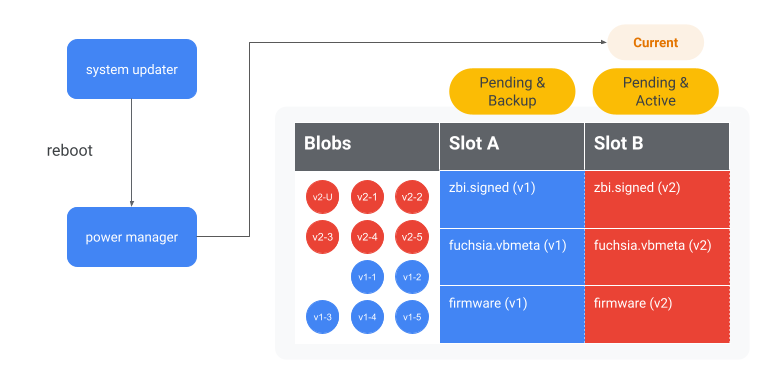 Current
system updater
Pending &
Backup
Pending &
Active
reboot
Blobs
Slot A
Slot B
v2-U
v2-1
v2-2
zbi.signed (v1)
zbi.signed (v2)
power manager
v2-3
v2-4
v2-5
fuchsia.vbmeta (v1)
fuchsia.vbmeta (v2)
v1-1
v1-2
v1-3
v1-4
v1-5
firmware (v1)
firmware (v2)